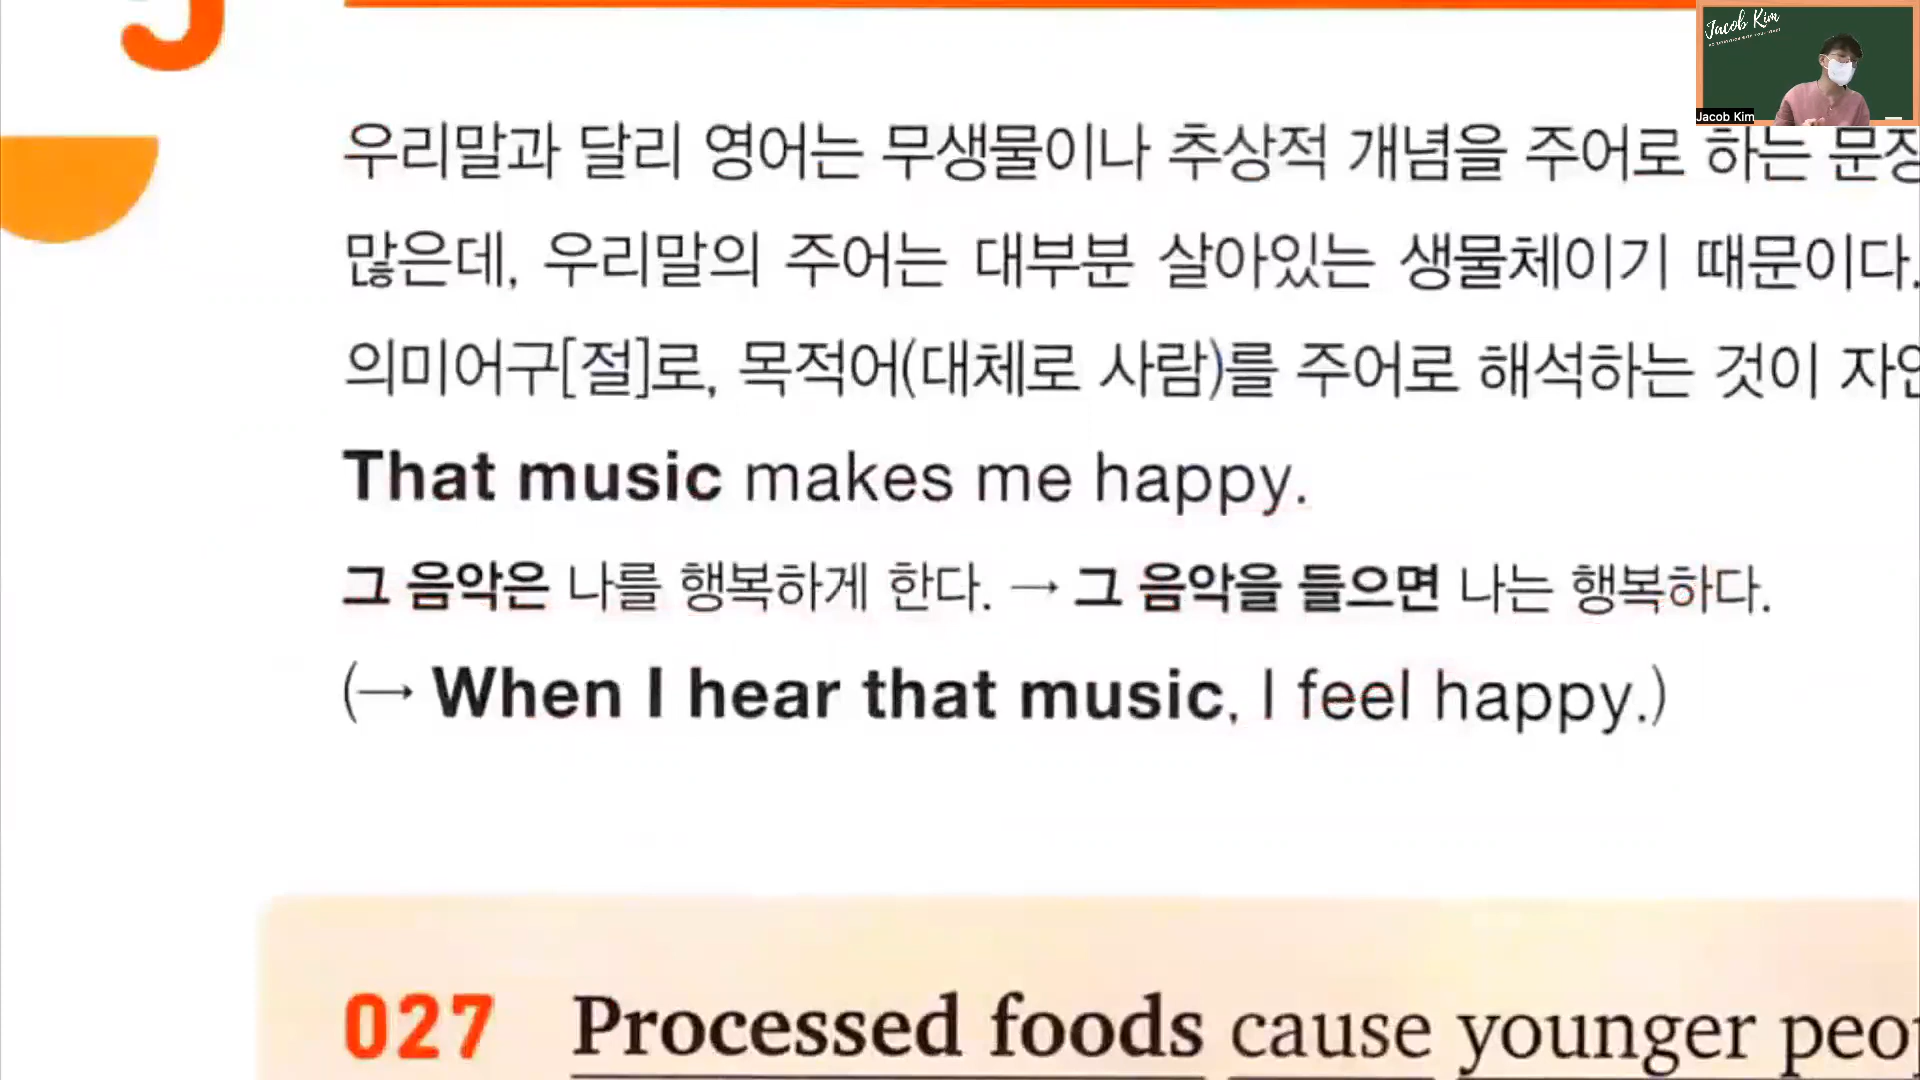 Jacob Kim
Jacob Kim
우리말과 달리 영어는 무생물이나 추상적 개념을 주어로 하는
많은데, 우리말의 주어는 대부분 살아있는 생물체이기 때문이다.
의미어구[절]로, 목적어(대체로 사람)를 주어로 해석하는 것이
That music makes me happy.
그 음악은 나를 행복하게 한다. → 그 음악을 들으면 나는 행복하다.
(→ When I hear that music, I feel happy.)
027 Processed foods cause younger